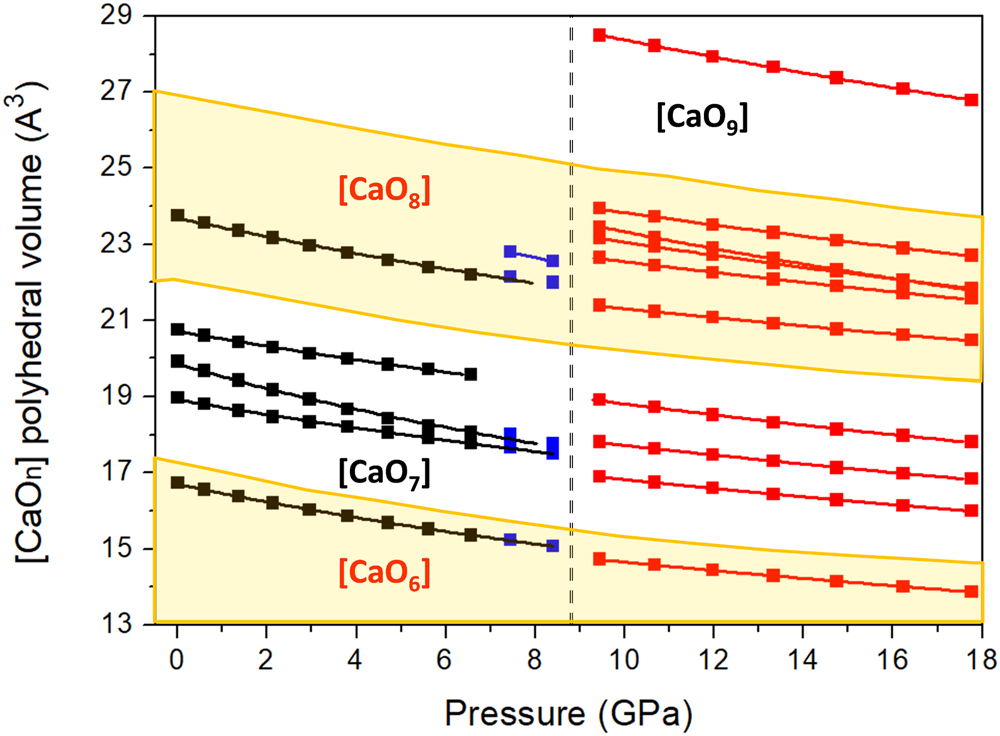 [CaOn] polyhedral volume (A³)
29
27
25
23
21
19
17
15
13
[CaO₉]
[CaO₈]
[CaO₇]
[CaO₆]
0 2 4 6 8 10 12 14 16 18
Pressure (GPa)